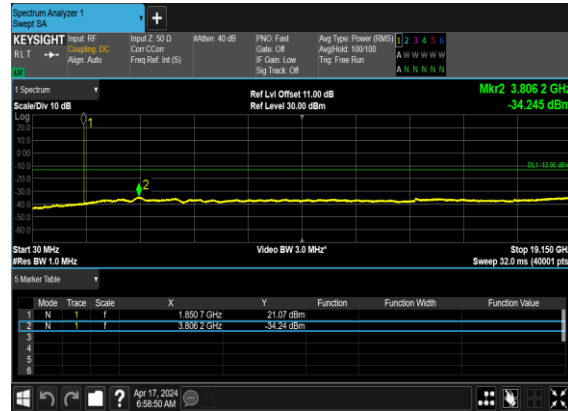 Spectrum Analyzer 1
Swept SA
+
KEYSIGHT
RLT
Input: RF
Coupling: DC
Align: Auto
Input Z: 50 Ω
Corr CCorr
Freq Ref: Int (S)
#Atten: 40 dB
PNO: Fast
Gate: Off
IF Gain: Low
Sig Track: Off
Avg Type: Power (RMS)
Avg|Hold: 100/100
Trig: Free Run
1 2 3 4 5 6
A W W W W W
A N N N N N
LW
1 Spectrum
Scale/Div 10 dB
Ref Lvl Offset 11.00 dB
Ref Level 30.00 dBm
Mkr2 3.806 2 GHz
-34.245 dBm
Log
20.0
10.0
0.00
-10.0
-20.0
-30.0
-40.0
-50.0
-60.0
1
2
DL1 -13.00 dBm
Start 30 MHz
#Res BW 1.0 MHz
Video BW 3.0 MHz*
Stop 19.150 GHz
Sweep 32.0 ms (40001 pts)
5 Marker Table
Mode Trace Scale X Y Function Function Width Function Value
1 N 1 f 1.850 7 GHz 21.07 dBm
2 N 1 f 3.806 2 GHz -34.24 dBm
3
4
5
6
?
Apr 17, 2024
6:58:50 AM